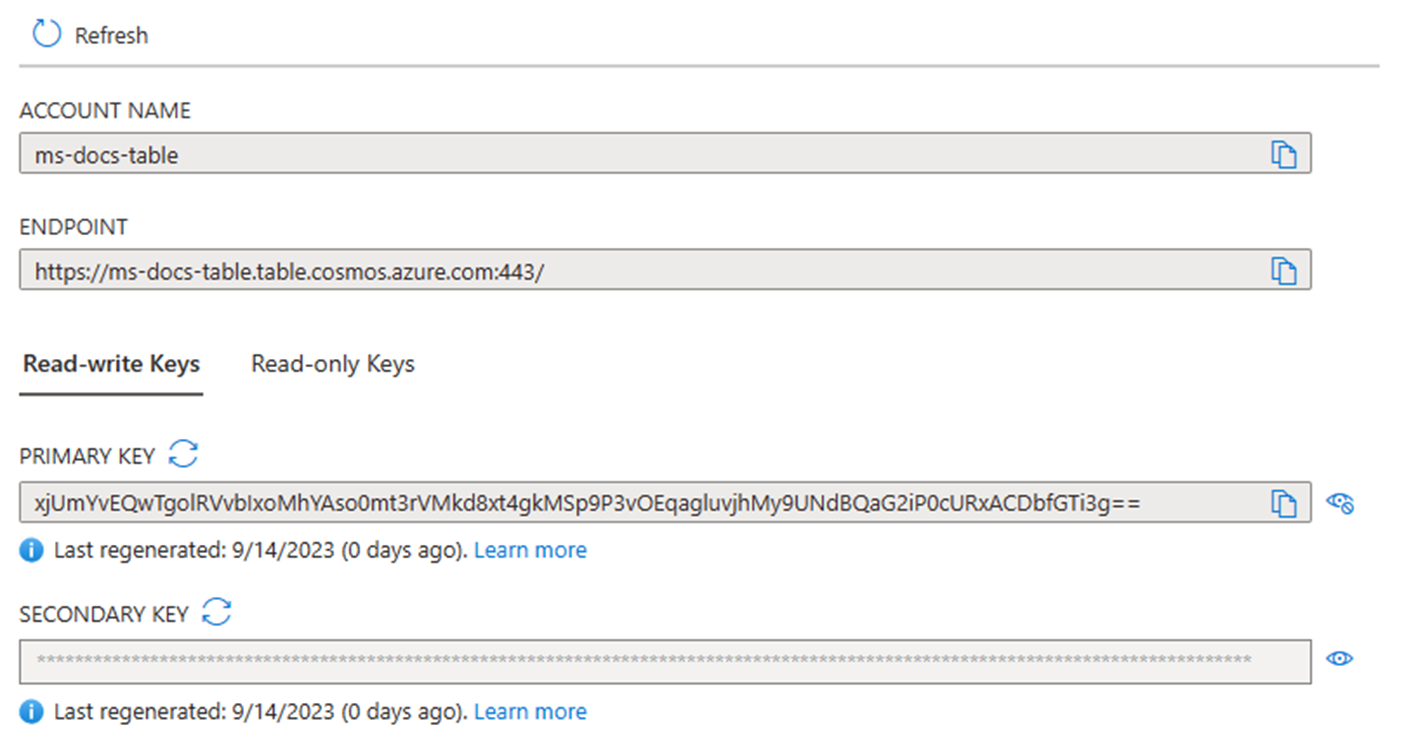 Refresh
ACCOUNT NAME
ms-docs-table
ENDPOINT
https://ms-docs-table.table.cosmos.azure.com:443/
Read-write Keys Read-only Keys
PRIMARY KEY
xjUmYvEQwTgolRVvbIxoMhYAso0mt3rVMkd8xt4gkMSp9P3vOEqagluvjhMy9UNdBQaG2iP0cURxACDbfGTi3g==
Last regenerated: 9/14/2023 (0 days ago). Learn more
SECONDARY KEY
**********************************************************************************************************************************
Last regenerated: 9/14/2023 (0 days ago). Learn more